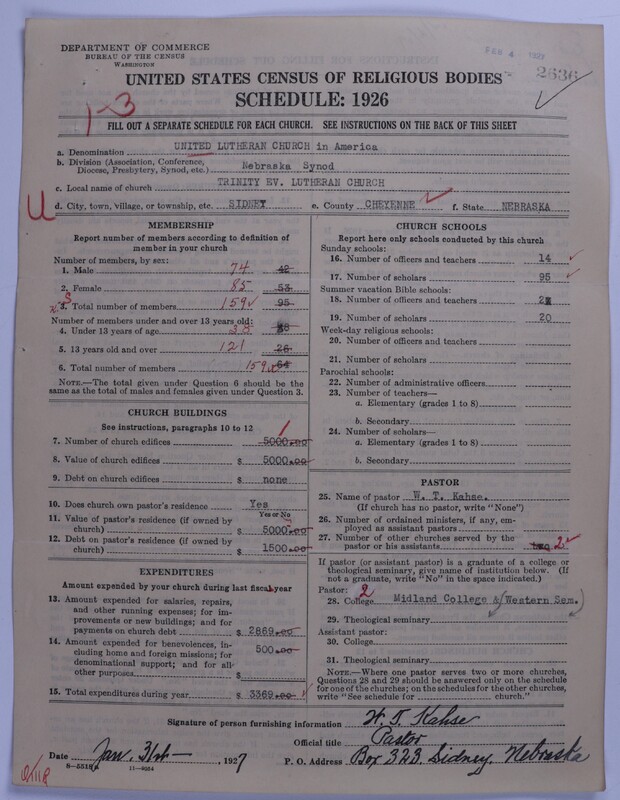 DEPARTMENT OF COMMERCE
BUREAU OF THE CENSUS
WASHINGTON
FEB 4 1927
2636
UNITED STATES CENSUS OF RELIGIOUS BODIES
SCHEDULE: 1926
1-3
FILL OUT A SEPARATE SCHEDULE FOR EACH CHURCH. SEE INSTRUCTIONS ON THE BACK OF THIS SHEET
a. Denomination UNITED LUTHERAN CHURCH in America
b. Division (Association, Conference, Diocese, Presbytery, Synod, etc.) Nebraska Synod
c. Local name of church TRINITY EV. LUTHERAN CHURCH
U d. City, town, village, or township, etc. SIDNEY e. County CHEYENNE f. State NEBRASKA
MEMBERSHIP
Report number of members according to definition of
member in your church
Number of members, by sex:
1. Male 74 42
2. Female 85 53
S
3. Total number of members 159 95
Number of members under and over 13 years old:
4. Under 13 years of age 38
5. 13 years old and over 121 26
6. Total number of members 159 64
NOTE.—The total given under Question 6 should be the
same as the total of males and females given under Question 3.
CHURCH BUILDINGS
See instructions, paragraphs 10 to 12
7. Number of church edifices 1 5000.00
8. Value of church edifices $ 5000.00
9. Debt on church edifices $ none
10. Does church own pastor's residence? Yes
Yes or No
11. Value of pastor's residence (if owned by
church) $ 5000.00
12. Debt on pastor's residence (if owned by
church) $ 1500.00
EXPENDITURES
Amount expended by your church during last fiscal year
13. Amount expended for salaries, repairs,
and other running expenses; for im-
provements or new buildings; and for
payments on church debt $ 2869.00
14. Amount expended for benevolences, in-
cluding home and foreign missions; for
denominational support; and for all
other purposes $ 500.00
15. Total expenditures during year $ 3369.00
CHURCH SCHOOLS
Report here only schools conducted by this church
Sunday schools:
16. Number of officers and teachers 14
17. Number of scholars 95
Summer vacation Bible schools:
18. Number of officers and teachers 2
19. Number of scholars 20
Week-day religious schools:
20. Number of officers and teachers
21. Number of scholars
Parochial schools:
22. Number of administrative officers
23. Number of teachers—
a. Elementary (grades 1 to 8)
b. Secondary
24. Number of scholars—
a. Elementary (grades 1 to 8)
b. Secondary
PASTOR
25. Name of pastor W. T. Kahse.
(If church has no pastor, write "None")
26. Number of ordained ministers, if any, em-
ployed as assistant pastors
27. Number of other churches served by the
pastor or his assistants two 2
If pastor (or assistant pastor) is a graduate of a college or
theological seminary, give name of institution below. (If
not a graduate, write "No" in the space indicated.)
Pastor: 2
28. College Midland College & Western Sem.
29. Theological seminary
Assistant pastor:
30. College
31. Theological seminary
NOTE.—Where one pastor serves two or more churches,
Questions 28 and 29 should be answered only on the schedule
for one of the churches; on the schedules for the other churches,
write "See schedule for church."
Signature of person furnishing information W. T. Kahse
Official title Pastor
Date Jan. 31st, 1927 P. O. Address Box 323, Sidney, Nebraska